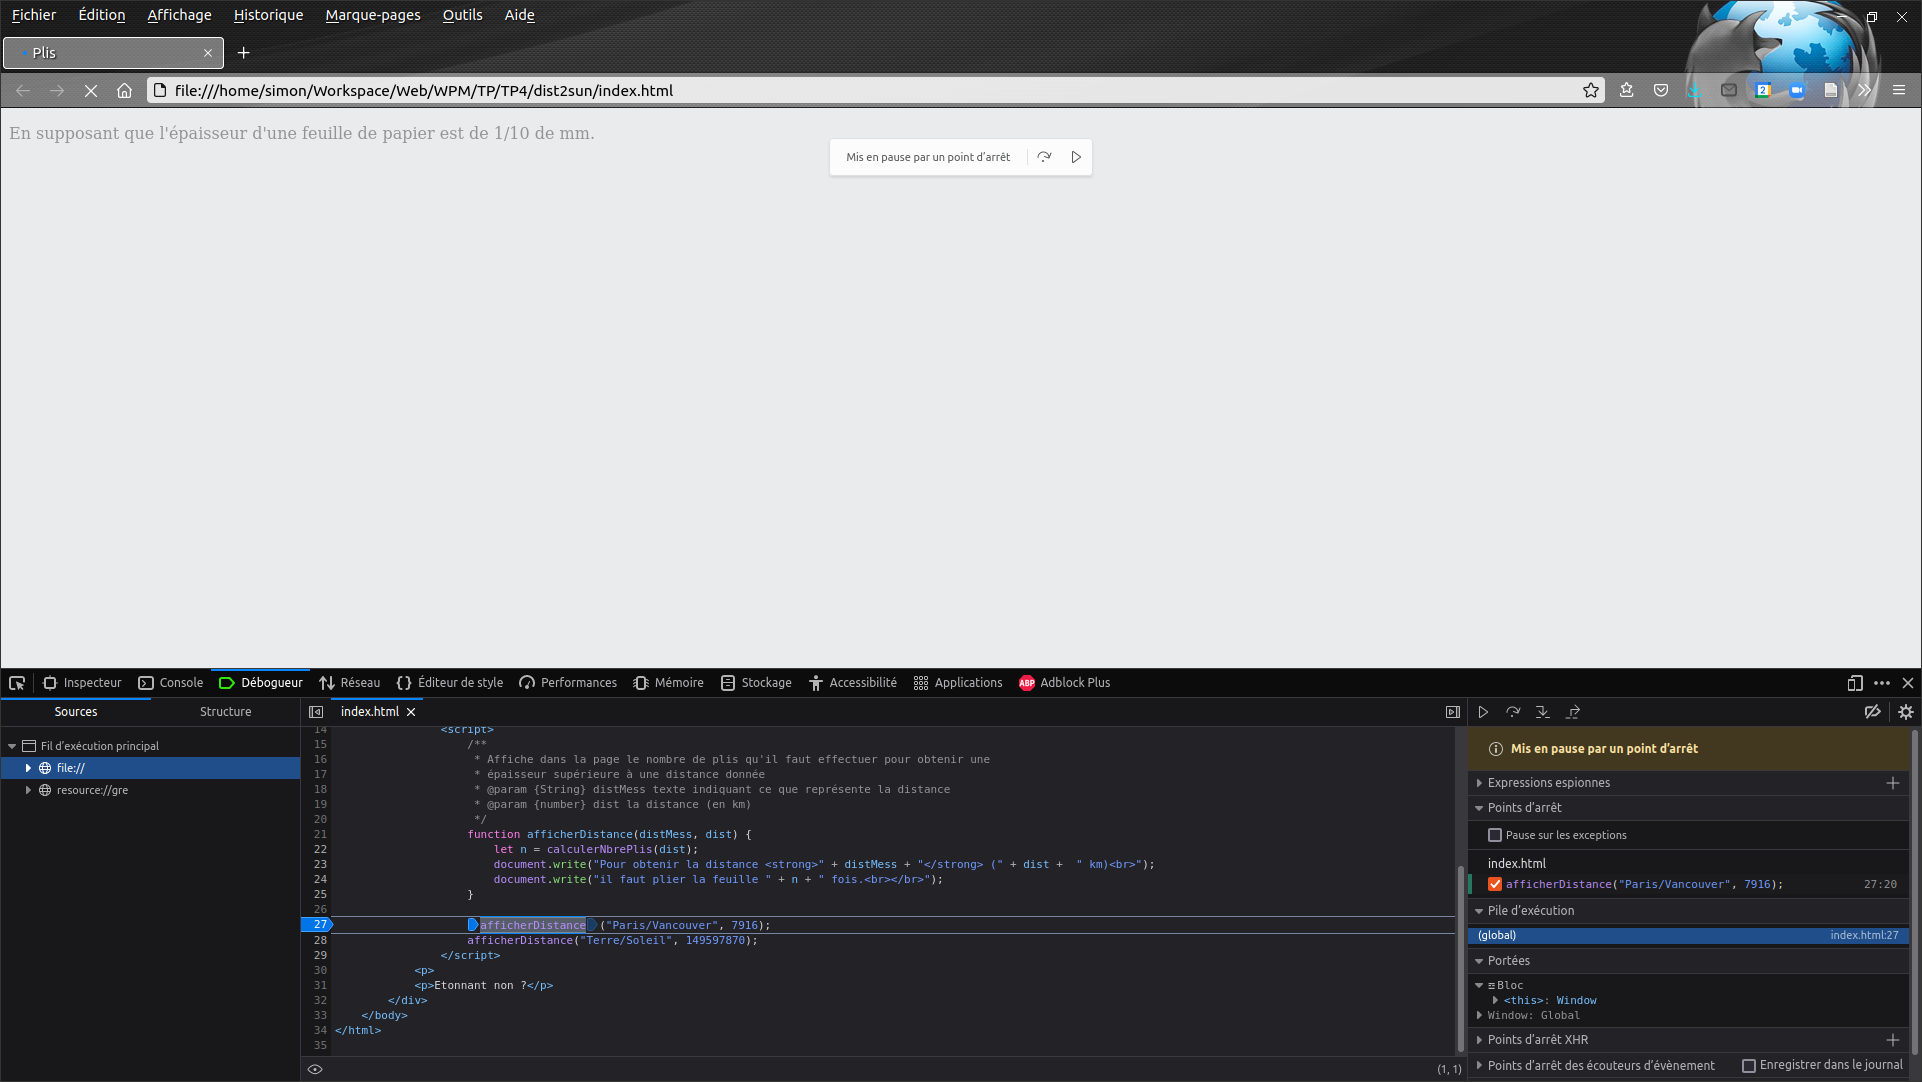 Fichier Édition Affichage Historique Marque-pages Outils Aide
Plis
file:///home/simon/Workspace/Web/WPM/TP/TP4/dist2sun/index.html
2
En supposant que l'épaisseur d'une feuille de papier est de 1/10 de mm.
Mis en pause par un point d’arrêt
Inspecteur Console Débogueur Réseau Éditeur de style Performances Mémoire Stockage Accessibilité Applications ABP Adblock Plus
Sources Structure
index.html
Fil d’exécution principal
file://
resource://gre
14 <script>
15 /**
16 * Affiche dans la page le nombre de plis qu'il faut effectuer pour obtenir une
17 * épaisseur supérieure à une distance donnée
18 * @param {String} distMess texte indiquant ce que représente la distance
19 * @param {number} dist la distance (en km)
20 */
21 function afficherDistance(distMess, dist) {
22 let n = calculerNbrePlis(dist);
23 document.write("Pour obtenir la distance <strong>" + distMess + "</strong> (" + dist +  " km)<br>");
24 document.write("il faut plier la feuille " + n + " fois.<br></br>");
25 }
26
27 afficherDistance("Paris/Vancouver", 7916);
28 afficherDistance("Terre/Soleil", 149597870);
29 </script>
30 <p>
31 <p>Etonnant non ?</p>
32 </div>
33 </body>
34 </html>
35
(1, 1)
Mis en pause par un point d’arrêt
Expressions espionnes
Points d’arrêt
Pause sur les exceptions
index.html
afficherDistance("Paris/Vancouver", 7916); 27:20
Pile d’exécution
(global) index.html:27
Portées
Bloc
<this>: Window
Window: Global
Points d’arrêt XHR
Points d’arrêt des écouteurs d’évènement Enregistrer dans le journal